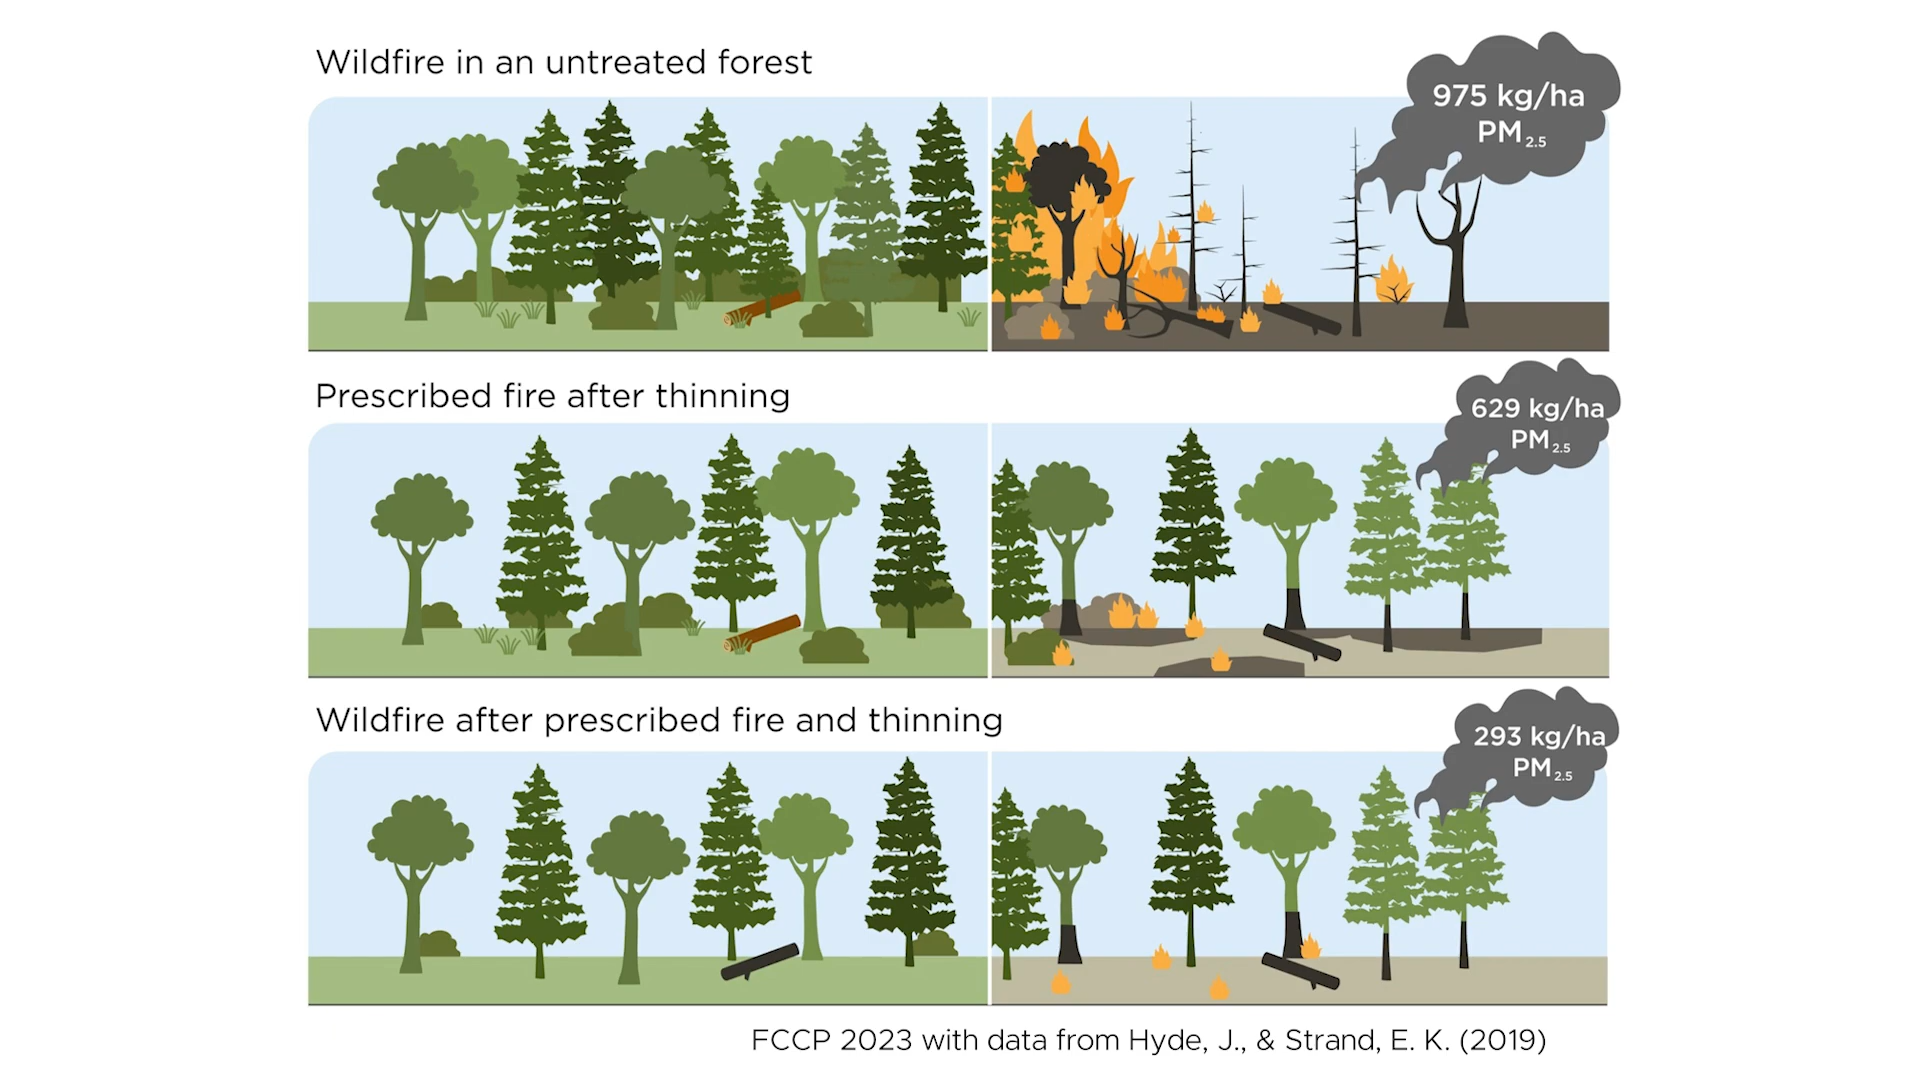 Wildfire in an untreated forest
975 kg/ha
PM2.5
Prescribed fire after thinning
629 kg/ha
PM2.5
Wildfire after prescribed fire and thinning
293 kg/ha
PM2.5
FCCP 2023 with data from Hyde, J., & Strand, E. K. (2019)